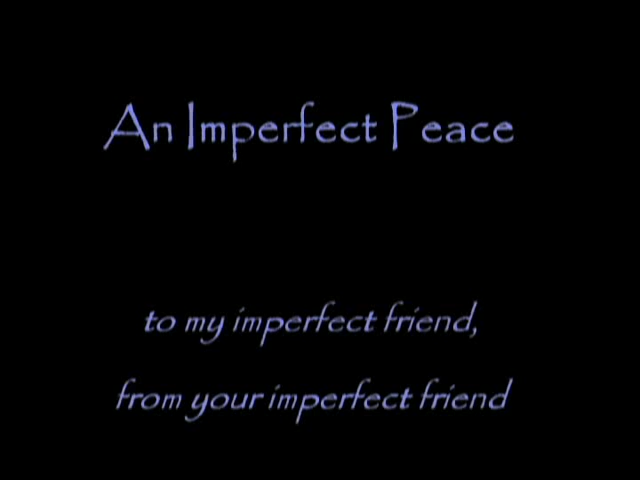 An Imperfect Peace
to my imperfect friend,
from your imperfect friend